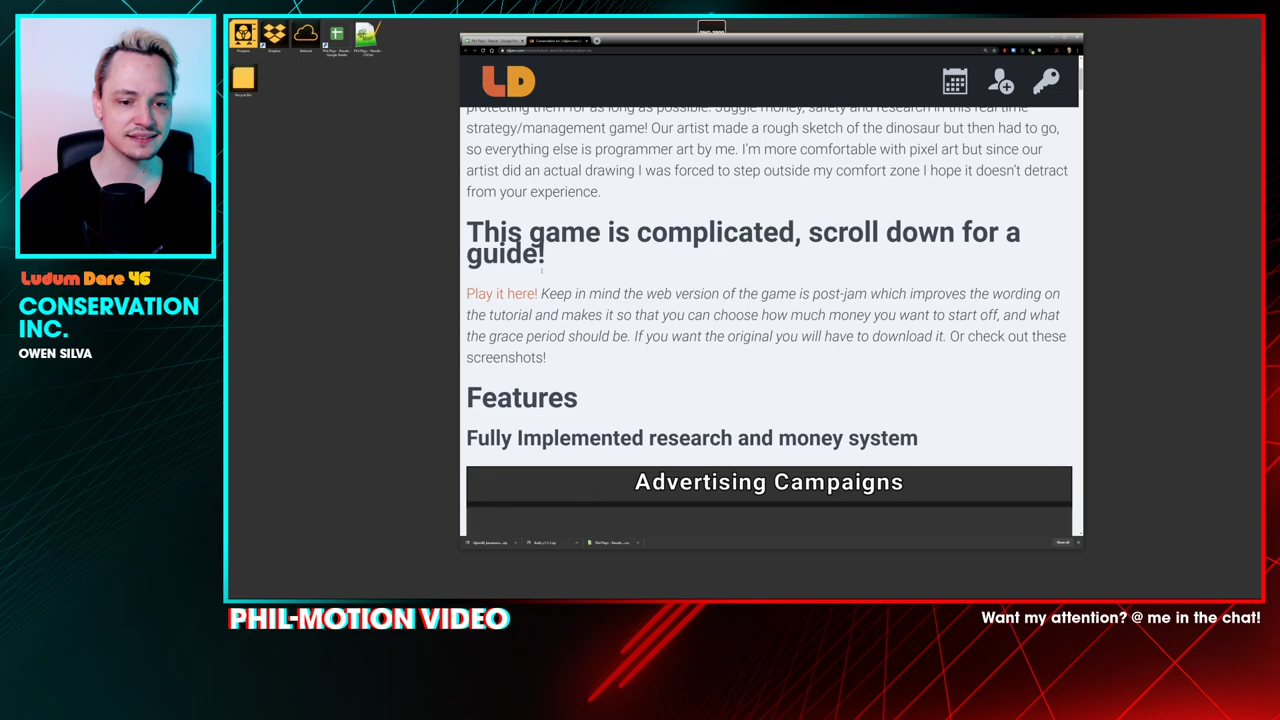 LD
protecting them for as long as possible. Juggle money, safety and research in this real time
strategy/management game! Our artist made a rough sketch of the dinosaur but then had to go,
so everything else is programmer art by me. I'm more comfortable with pixel art but since our
artist did an actual drawing I was forced to step outside my comfort zone I hope it doesn't detract
from your experience.
This game is complicated, scroll down for a
guide!
Play it here! Keep in mind the web version of the game is post-jam which improves the wording on
the tutorial and makes it so that you can choose how much money you want to start off, and what
the grace period should be. If you want the original you will have to download it. Or check out these
screenshots!
Features
Fully Implemented research and money system
Advertising Campaigns
Show all
Ludum Dare 46
CONSERVATION
INC.
OWEN SILVA
PHIL-MOTION VIDEO
Want my attention? @ me in the chat!